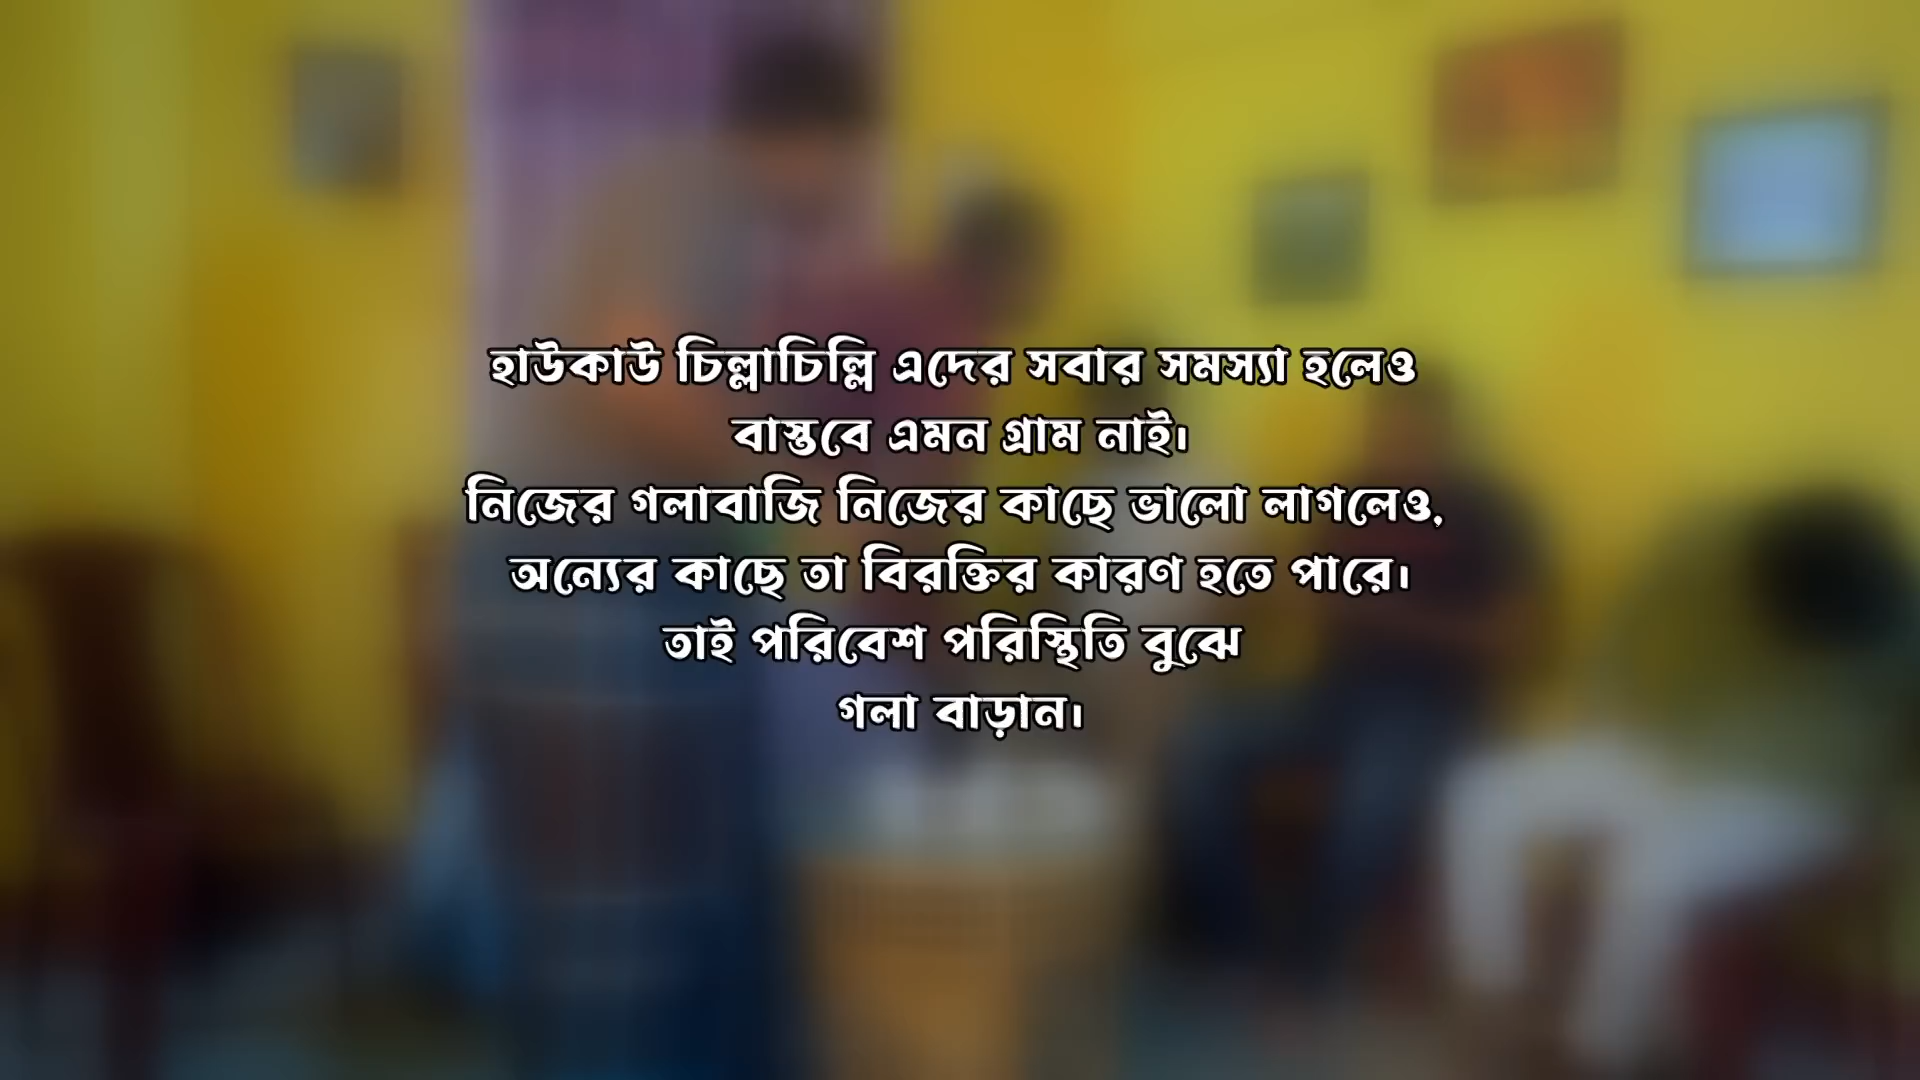 হাউকাউ চিল্লাচিল্লি এদের সবার সমস্যা হলেও
বাস্তবে এমন গ্রাম নাই।
নিজের গলাবাজি নিজের কাছে ভালো লাগলেও,
অন্যের কাছে তা বিরক্তির কারণ হতে পারে।
তাই পরিবেশ পরিস্থিতি বুঝে
গলা বাড়ান।